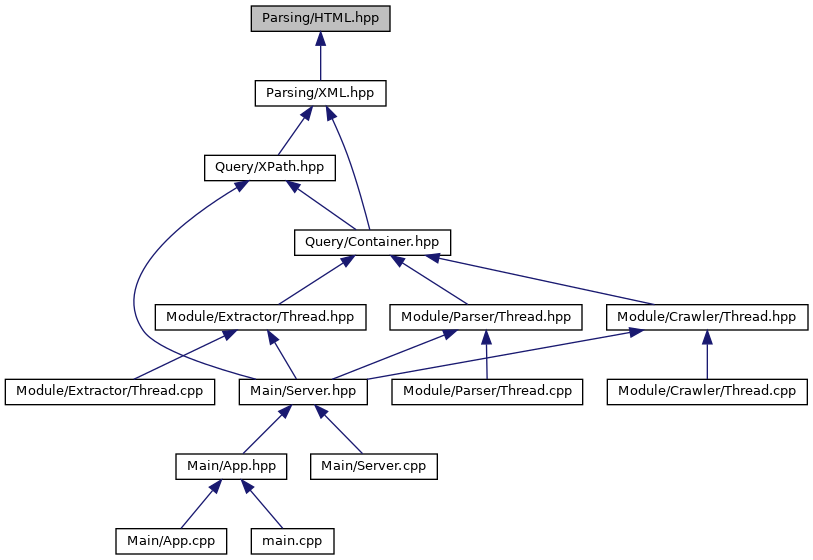 Parsing/HTML.hpp
Parsing/XML.hpp
Query/XPath.hpp
Query/Container.hpp
Module/Extractor/Thread.hpp
Module/Parser/Thread.hpp
Module/Crawler/Thread.hpp
Module/Extractor/Thread.cpp
Main/Server.hpp
Module/Parser/Thread.cpp
Module/Crawler/Thread.cpp
Main/App.hpp
Main/Server.cpp
Main/App.cpp
main.cpp